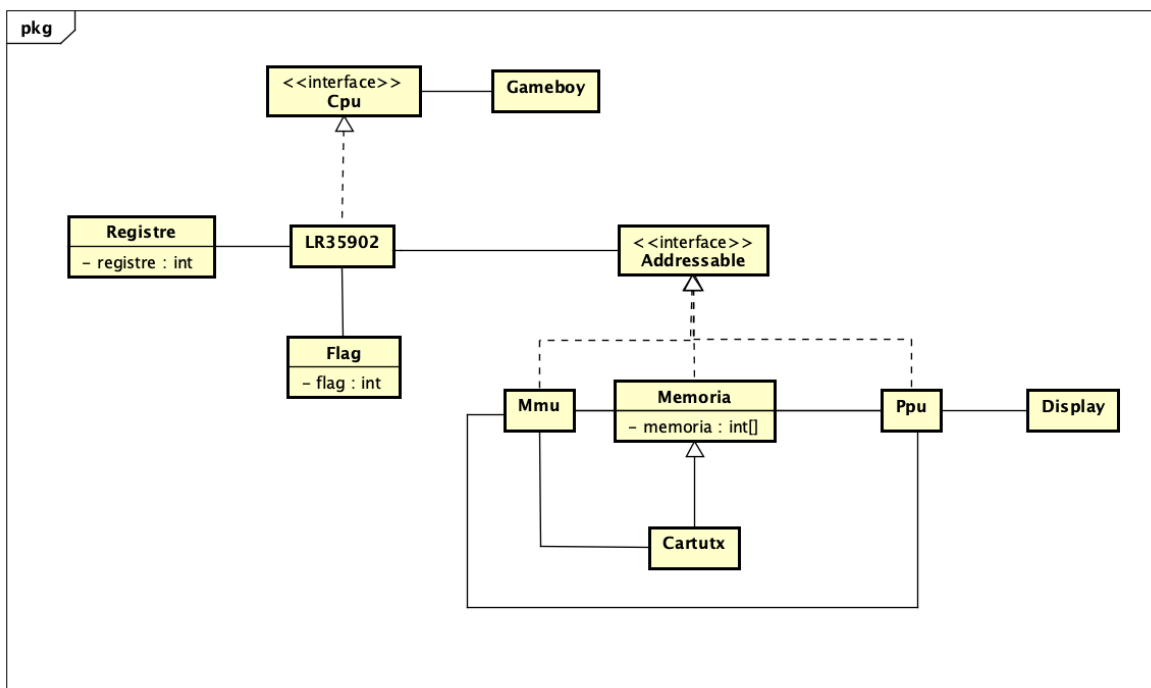 pkg
<<interface>>
Cpu
Gameboy
Registre
– registre : int
LR35902
<<interface>>
Addressable
Flag
– flag : int
Mmu
Memoria
– memoria : int[]
Ppu
Display
Cartutx